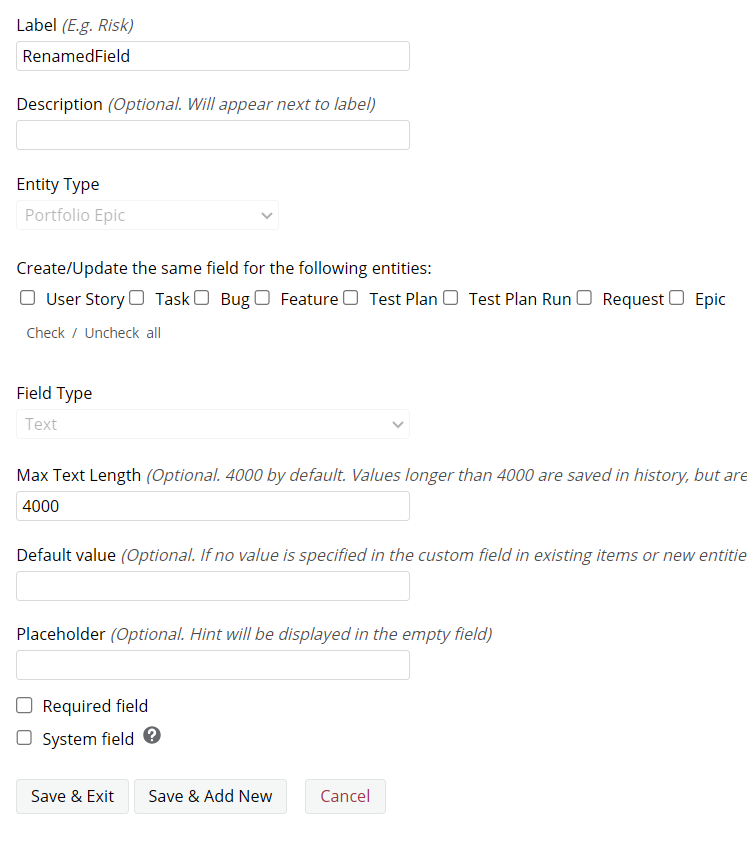 Label (E.g. Risk)
RenamedField
Description (Optional. Will appear next to label)
Entity Type
Portfolio Epic
Create/Update the same field for the following entities:
User Story Task Bug Feature Test Plan Test Plan Run Request Epic
Check / Uncheck all
Field Type
Text
Max Text Length (Optional. 4000 by default. Values longer than 4000 are saved in history, but are
4000
Default value (Optional. If no value is specified in the custom field in existing items or new entitie
Placeholder (Optional. Hint will be displayed in the empty field)
Required field
System field ?
Save & Exit Save & Add New Cancel